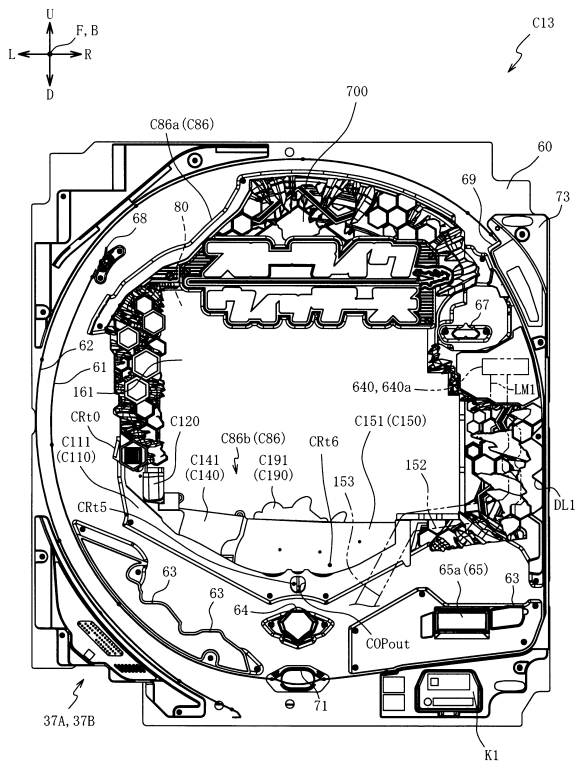 U
F, B
L
R
D
C13
700
C86a(C86)
60
69
73
80
68
67
62
61
161
640, 640a
LM1
CRt0
C120
C86b(C86)
CRt6
C151(C150)
C111
(C110)
C141
(C140)
C191
(C190)
153
152
CRt5
DL1
63
63
65a(65)
63
64
COPout
71
37A, 37B
K1